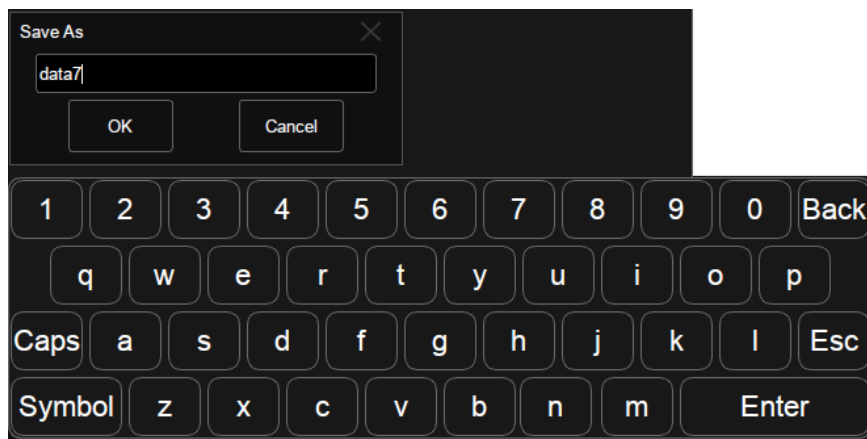 Save As
data7
OK Cancel
1 2 3 4 5 6 7 8 9 0 Back
q w e r t y u i o p
Caps a s d f g h j k l Esc
Symbol z x c v b n m Enter